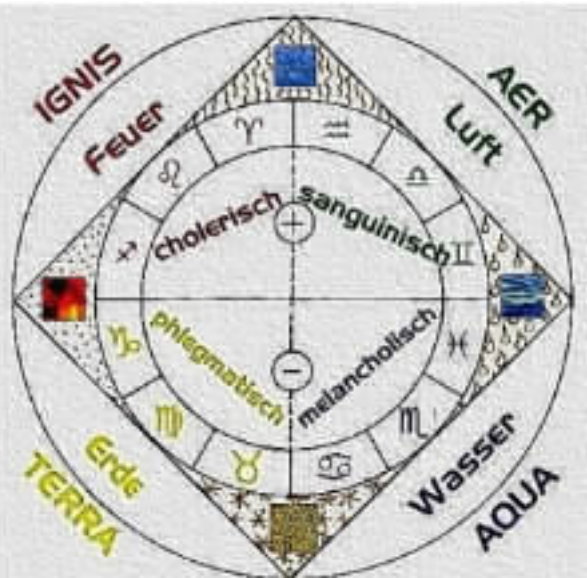 IGNIS
Feuer
AER
Luft
♈
♒
♌
♎
cholerisch
+
sanguinisch
♐
♊
♑
phlegmatisch
−
melancholisch
♓
♍
♏
♉
♋
Erde
TERRA
Wasser
AQUA